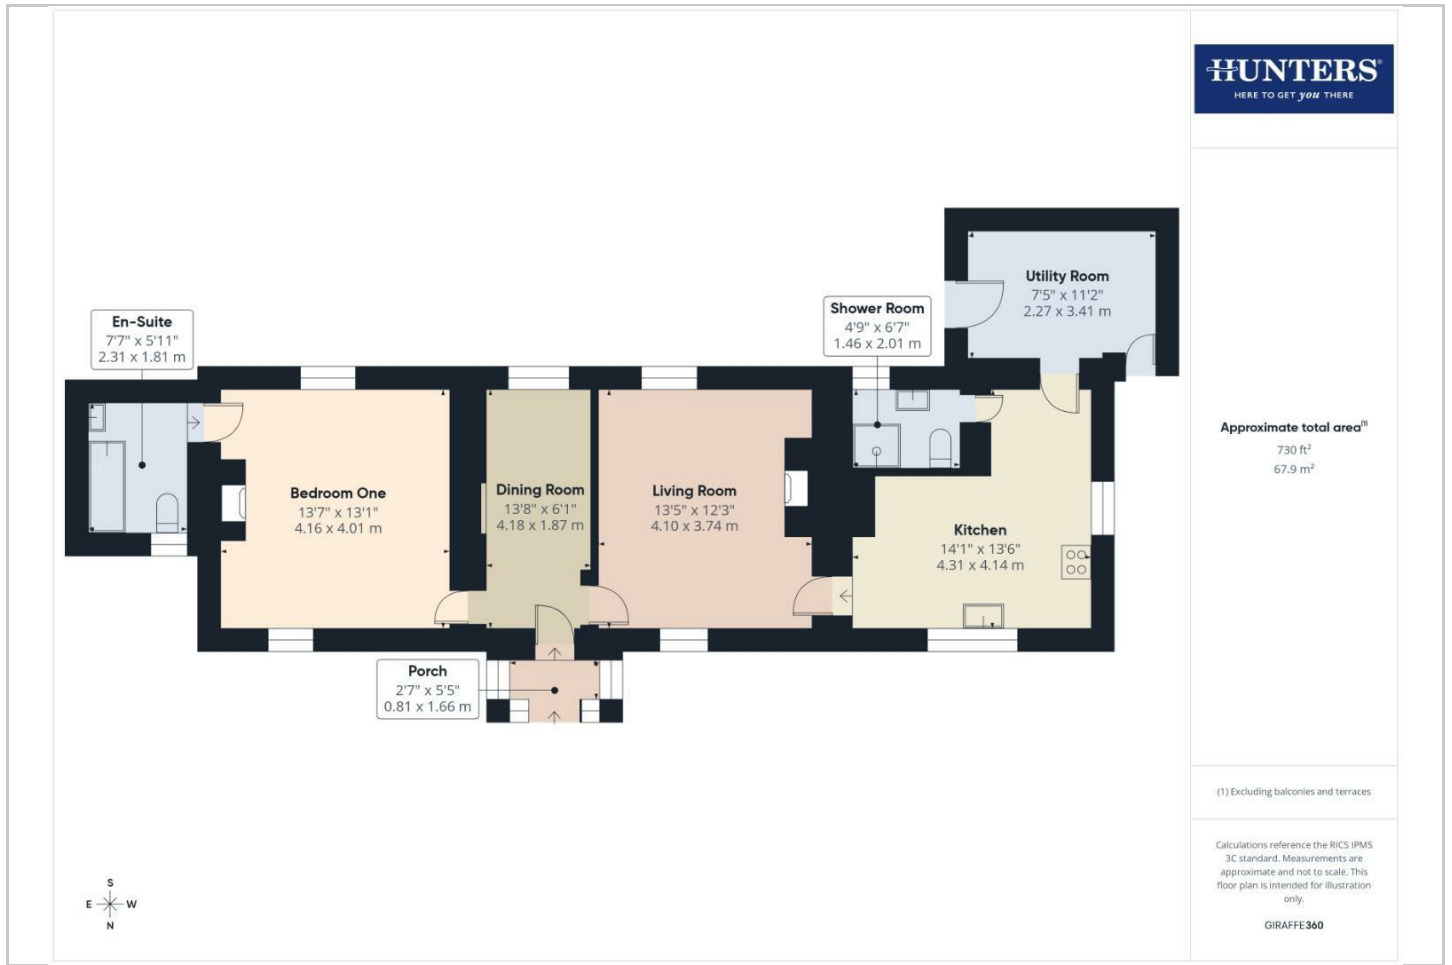 HUNTERS®
HERE TO GET you THERE
Utility Room
7'5" x 11'2"
2.27 x 3.41 m
Shower Room
4'9" x 6'7"
1.46 x 2.01 m
En-Suite
7'7" x 5'11"
2.31 x 1.81 m
Bedroom One
13'7" x 13'1"
4.16 x 4.01 m
Dining Room
13'8" x 6'1"
4.18 x 1.87 m
Living Room
13'5" x 12'3"
4.10 x 3.74 m
Kitchen
14'1" x 13'6"
4.31 x 4.14 m
Porch
2'7" x 5'5"
0.81 x 1.66 m
Approximate total area(1)
730 ft²
67.9 m²
(1) Excluding balconies and terraces
Calculations reference the RICS IPMS
3C standard. Measurements are
approximate and not to scale. This
floor plan is intended for illustration
only.
GIRAFFE360
S
E W
N